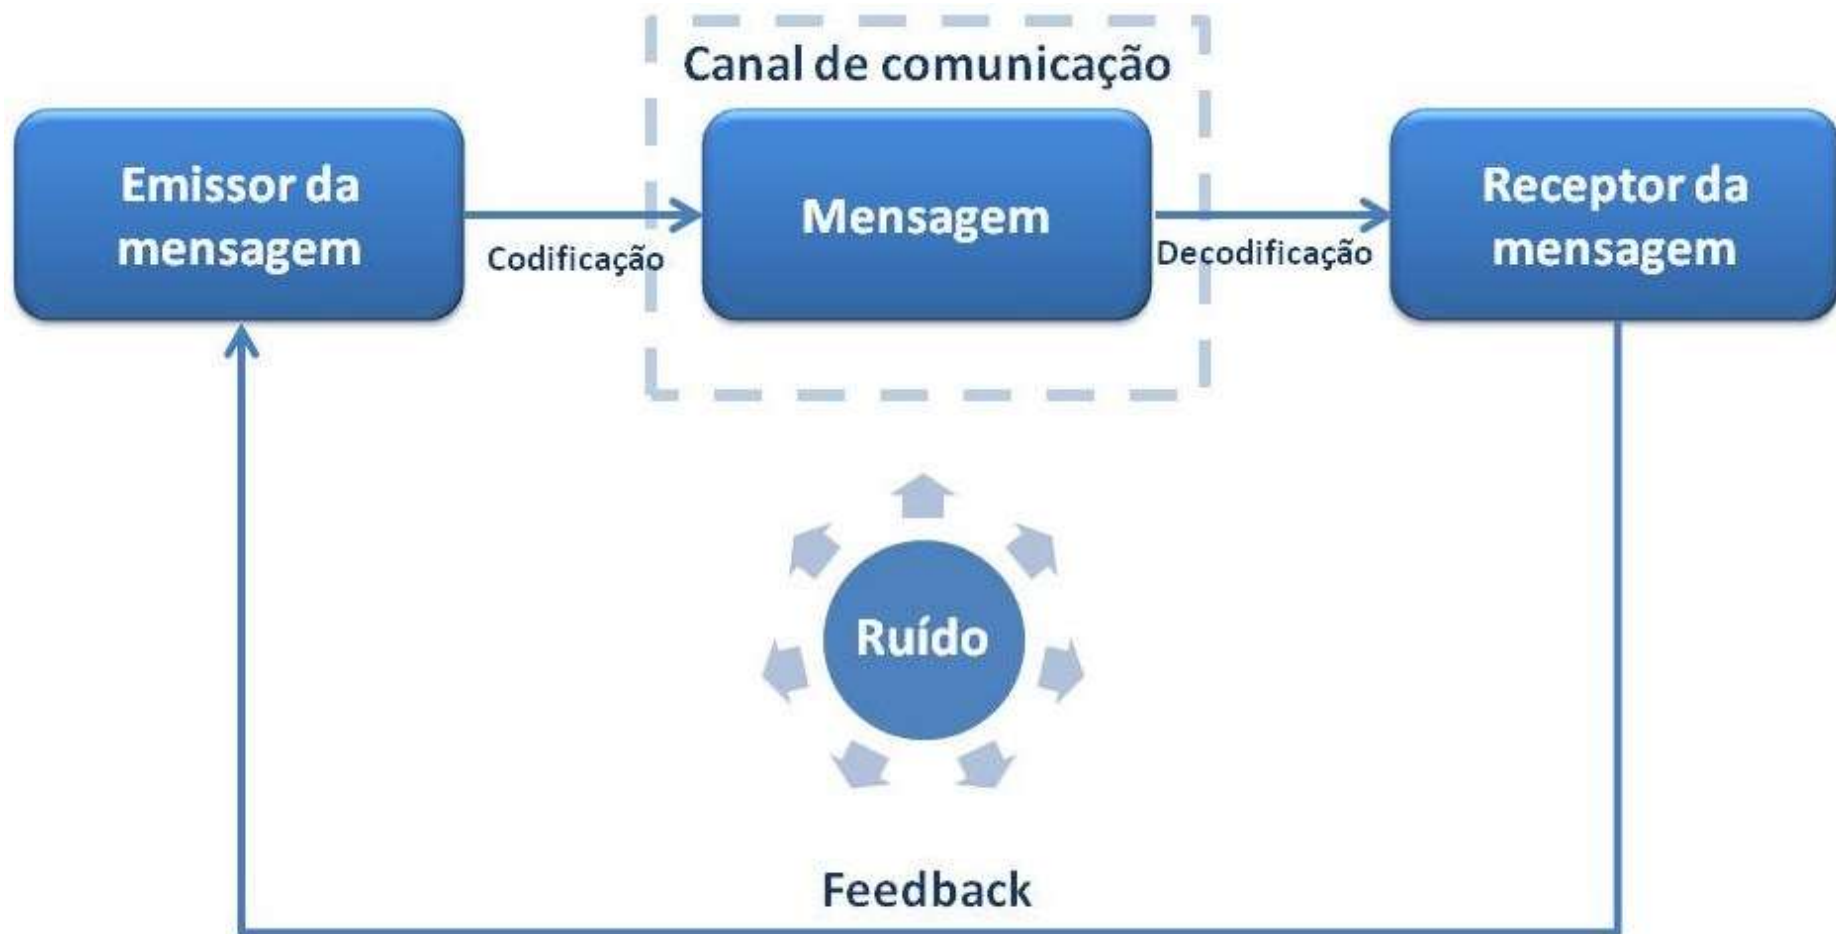 Canal de comunicação
Emissor da
mensagem
Codificação
Mensagem
Decodificação
Receptor da
mensagem
Ruído
Feedback